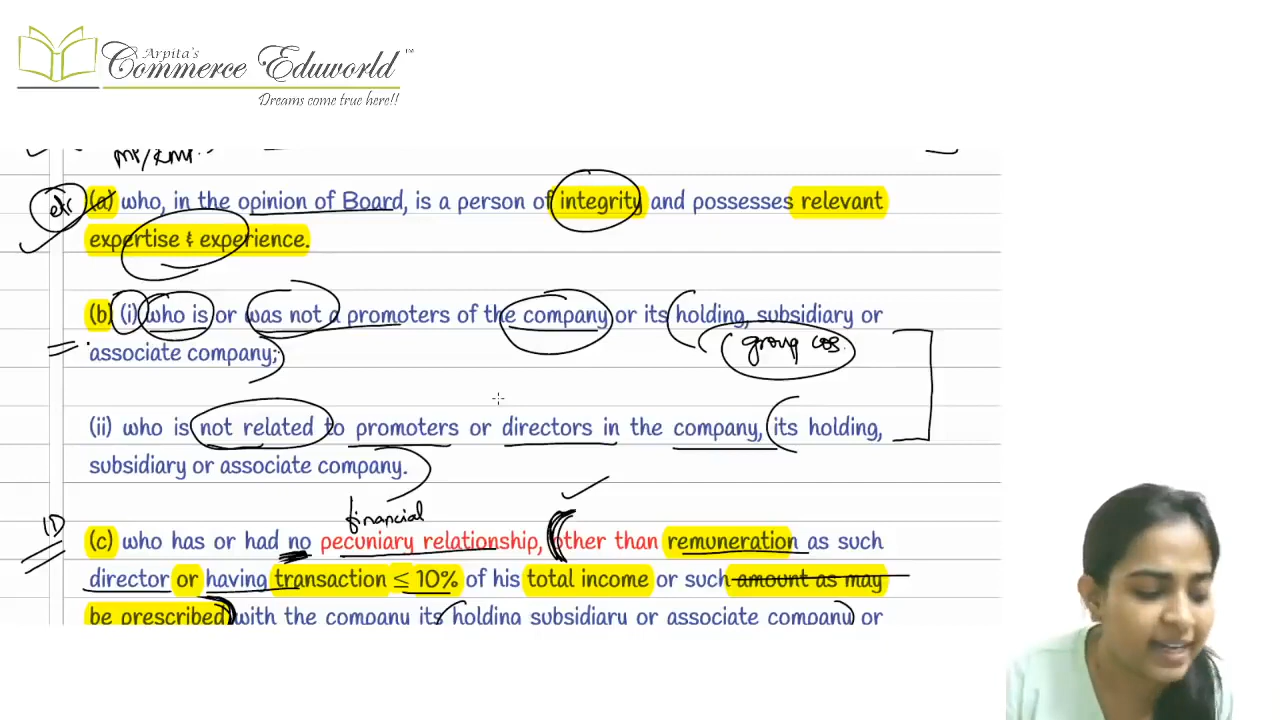 Arpita's
Commerce Eduworld™
Dreams come true here!!
(a) who, in the opinion of Board, is a person of integrity and possesses relevant
expertise & experience.
(b) (i) who is or was not a promoters of the company or its holding, subsidiary or
group cos.
associate company;
(ii) who is not related to promoters or directors in the company, its holding,
subsidiary or associate company.
financial
ID
(c) who has or had no pecuniary relationship, other than remuneration as such
director or having transaction ≤ 10% of his total income or such amount as may
be prescribed with the company its holding subsidiary or associate company or